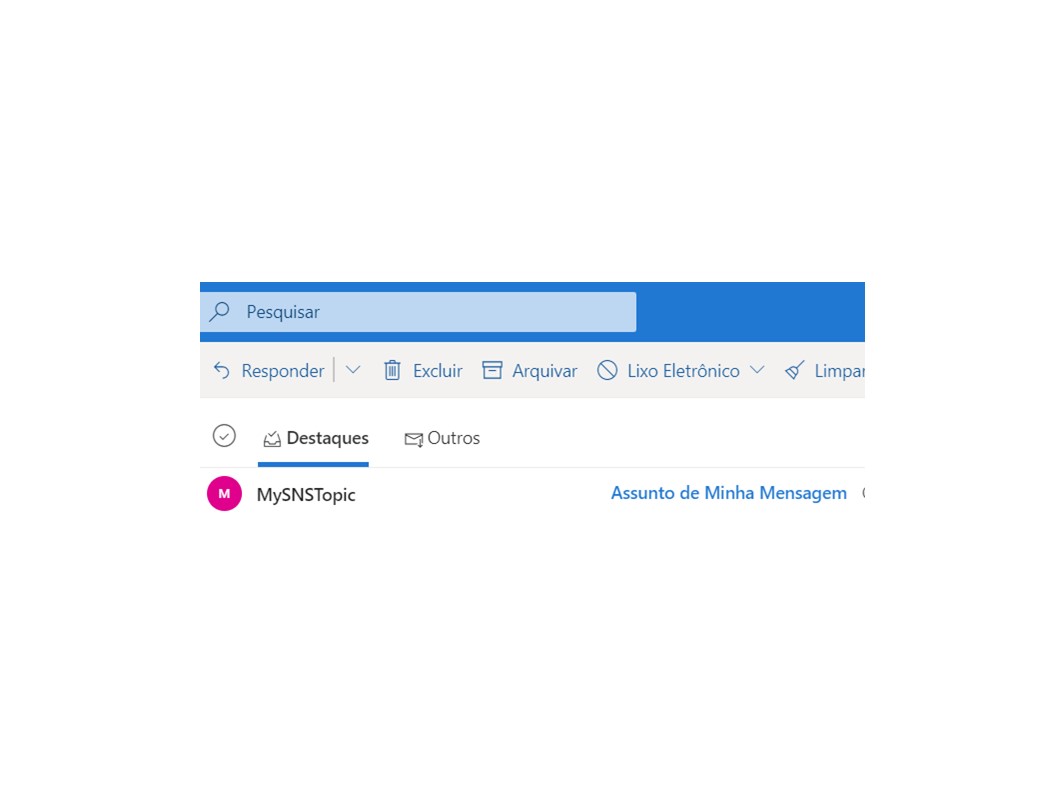 Pesquisar
Responder Excluir Arquivar Lixo Eletrônico Limpar
Destaques Outros
M MySNSTopic Assunto de Minha Mensagem